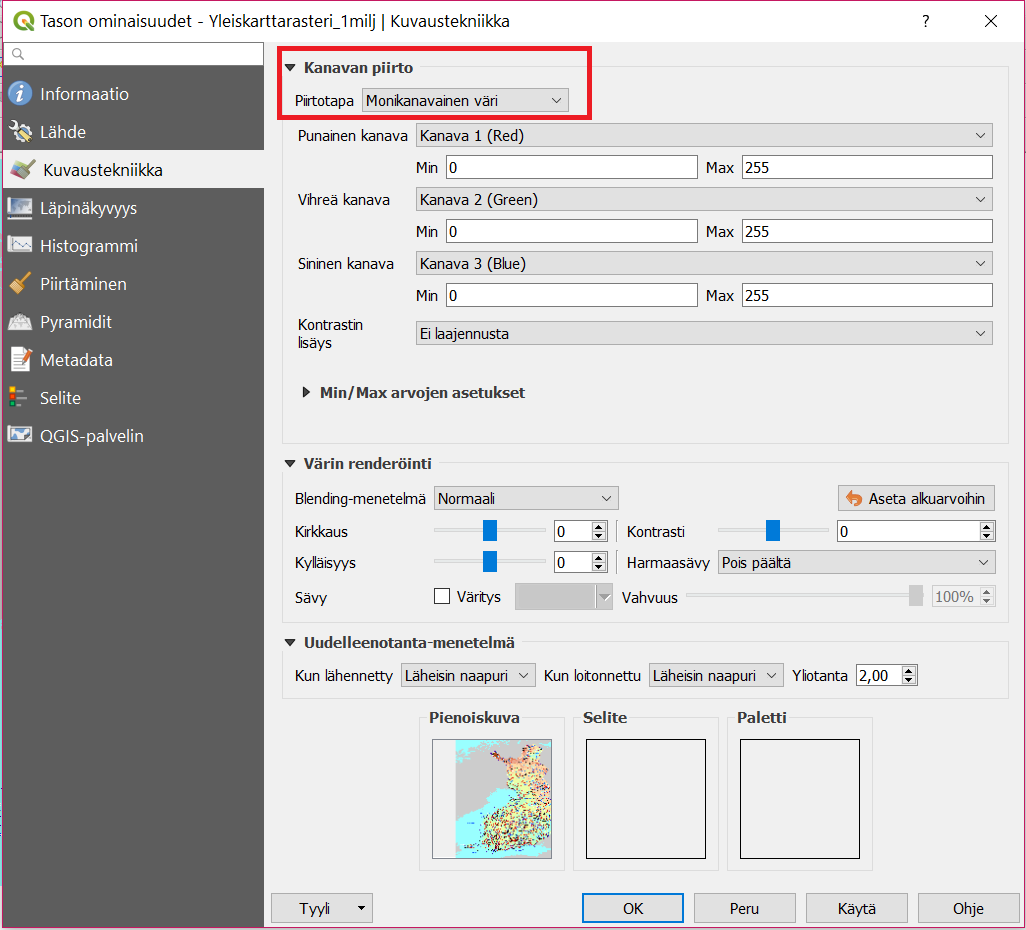 Tason ominaisuudet - Yleiskarttarasteri_1milj | Kuvaustekniikka ?
Informaatio
Lähde
Kuvaustekniikka
Läpinäkyvyys
Histogrammi
Piirtäminen
Pyramidit
Metadata
Selite
QGIS-palvelin
Kanavan piirto
Piirtotapa Monikanavainen väri
Punainen kanava Kanava 1 (Red)
Min 0 Max 255
Vihreä kanava Kanava 2 (Green)
Min 0 Max 255
Sininen kanava Kanava 3 (Blue)
Min 0 Max 255
Kontrastin
lisäys Ei laajennusta
Min/Max arvojen asetukset
Värin renderöinti
Blending-menetelmä Normaali Aseta alkuarvoihin
Kirkkaus 0 Kontrasti 0
Kylläisyys 0 Harmaasävy Pois päältä
Sävy Väritys Vahvuus 100%
Uudelleenotanta-menetelmä
Kun lähennetty Läheisin naapuri Kun loitonnettu Läheisin naapuri Yliotanta 2,00
Pienoiskuva Selite Paletti
Tyyli OK Peru Käytä Ohje